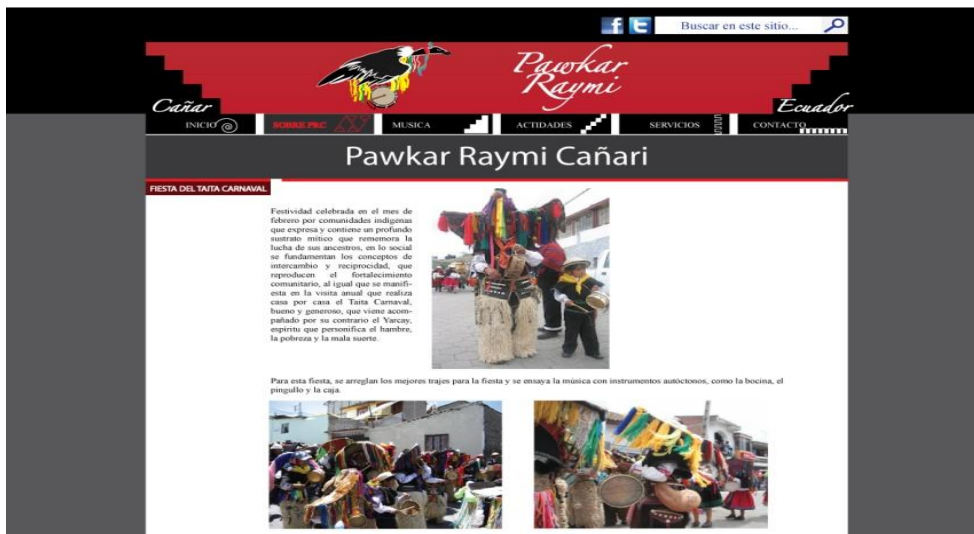 Buscar en este sitio...
Pawkar
Raymi
Cañar
Ecuador
INICIO
SOBRE PRC
MUSICA
ACTIDADES
SERVICIOS
CONTACTO
Pawkar Raymi Cañari
FIESTA DEL TAITA CARNAVAL
Festividad celebrada en el mes de
febrero por comunidades indígenas
que expresa y contiene un profundo
sustrato mítico que rememora la
lucha de sus ancestros, en lo social
se fundamentan los conceptos de
intercambio y reciprocidad, que
reproducen el fortalecimiento
comunitario, al igual que se manifi-
esta en la visita anual que realiza
casa por casa el Taita Carnaval,
bueno y generoso, que viene acom-
pañado por su contrario el Yarcay,
espíritu que personifica el hambre,
la pobreza y la mala suerte.
Para esta fiesta, se arreglan los mejores trajes para la fiesta y se ensaya la música con instrumentos autóctonos, como la bocina, el
pingullo y la caja.